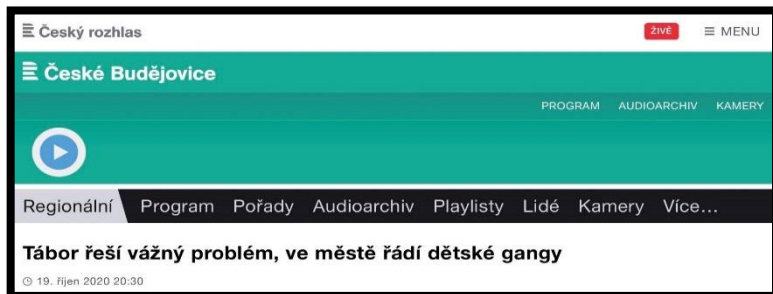 Český rozhlas
ŽIVĚ
MENU
České Budějovice
PROGRAM AUDIOARCHIV KAMERY
Regionální Program Pořady Audioarchiv Playlisty Lidé Kamery Více...
Tábor řeší vážný problém, ve městě řádí dětské gangy
19. říjen 2020 20:30